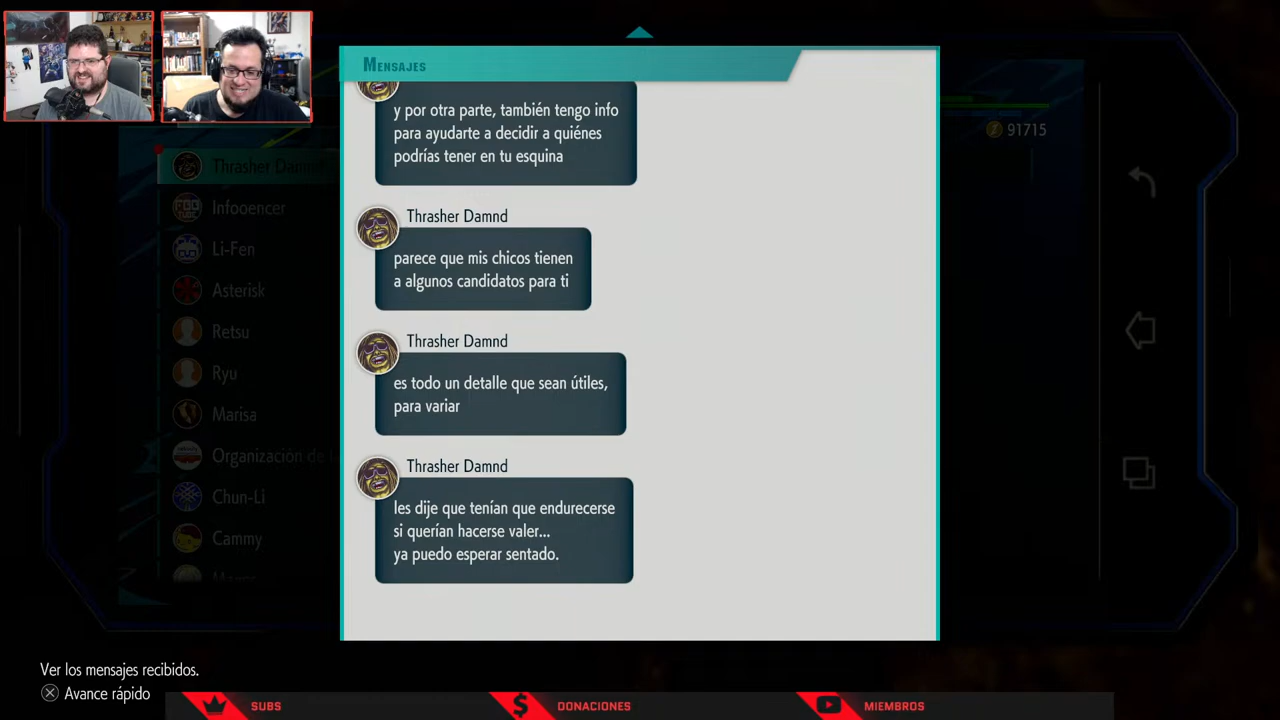 MENSAJES
y por otra parte, también tengo info
para ayudarte a decidir a quiénes
podrías tener en tu esquina
Thrasher Damnd
parece que mis chicos tienen
a algunos candidatos para ti
Thrasher Damnd
es todo un detalle que sean útiles,
para variar
Thrasher Damnd
les dije que tenían que endurecerse
si querían hacerse valer...
ya puedo esperar sentado.
91715
Thrasher Damnd
Infooencer
Li-Fen
Asterisk
Retsu
Ryu
Marisa
Organización de
Chun-Li
Cammy
Ver los mensajes recibidos.
Avance rápido
SUBS
DONACIONES
MIEMBROS